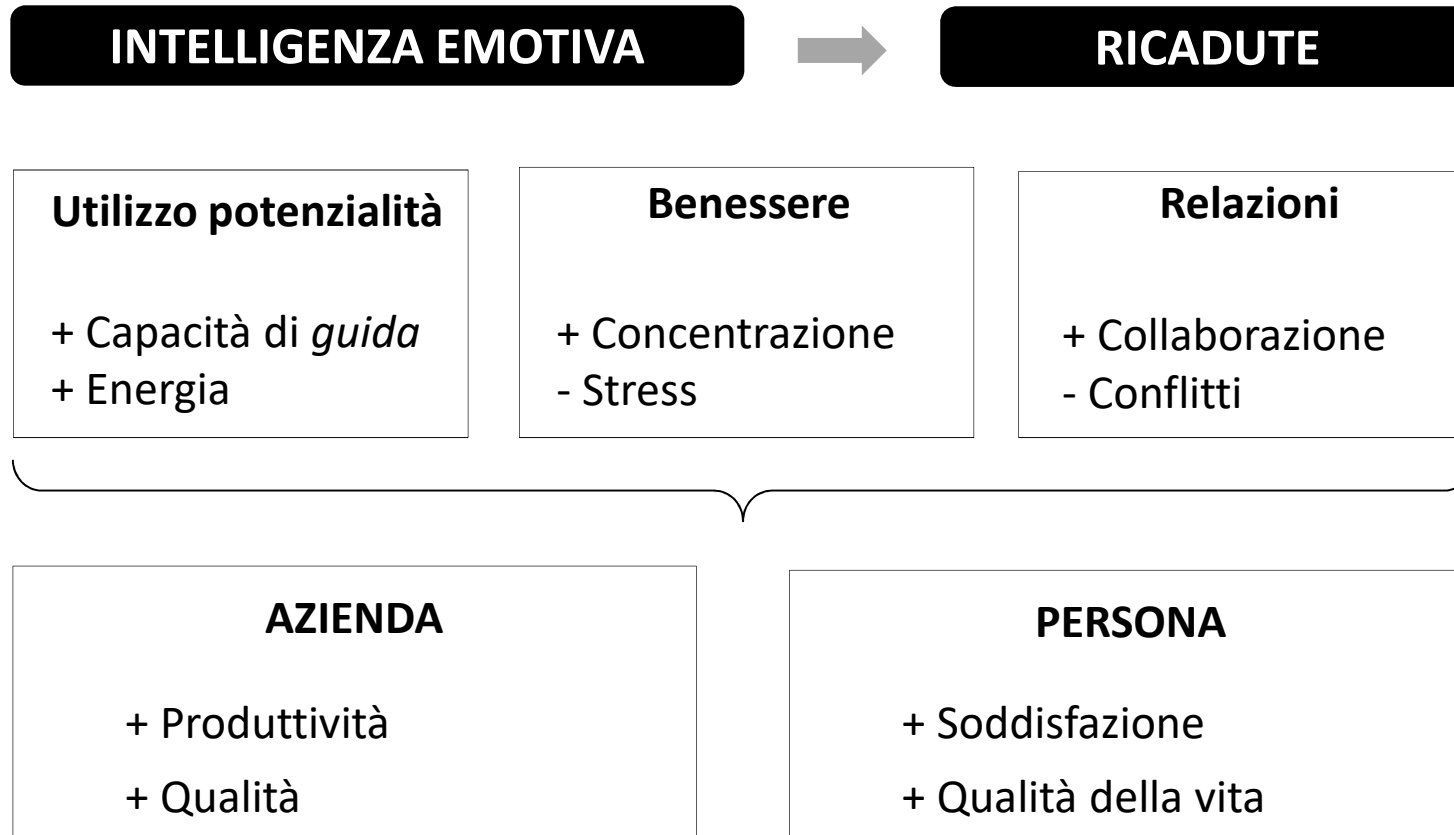 INTELLIGENZA EMOTIVA
RICADUTE
Utilizzo potenzialità
+ Capacità di guida
+ Energia
Benessere
+ Concentrazione
- Stress
Relazioni
+ Collaborazione
- Conflitti
AZIENDA
+ Produttività
+ Qualità
PERSONA
+ Soddisfazione
+ Qualità della vita